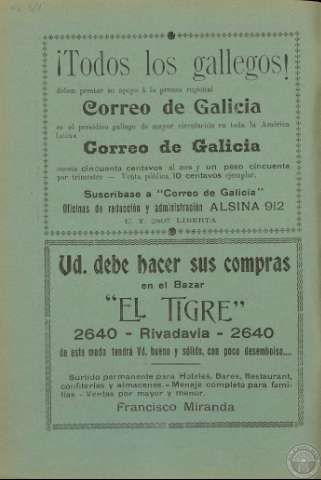 ¡Todos los gallegos!
deben prestar su apoyo á la prensa regional
Correo de Galicia
es el periódico gallego de mayor circulación en toda la América
latina
Correo de Galicia
cuesta cincuenta centavos al mes y un peso cincuenta
por trimestre — Venta pública 10 centavos ejemplar.
Suscríbase a "Correo de Galicia"
Oficinas de redacción y administración ALSINA 912
U. T. 2807 LIBERTA
Ud. debe hacer sus compras
en el Bazar
"EL TIGRE"
2640 - Rivadavia - 2640
de este modo tendrá Vd. bueno y sólido, con poco desembolso....
Surtido permanente para Hoteles, Bares, Restaurant,
confiterías y almacenes.- Menaje completo para fami-
lias - Ventas por mayor y menor.
Francisco Miranda